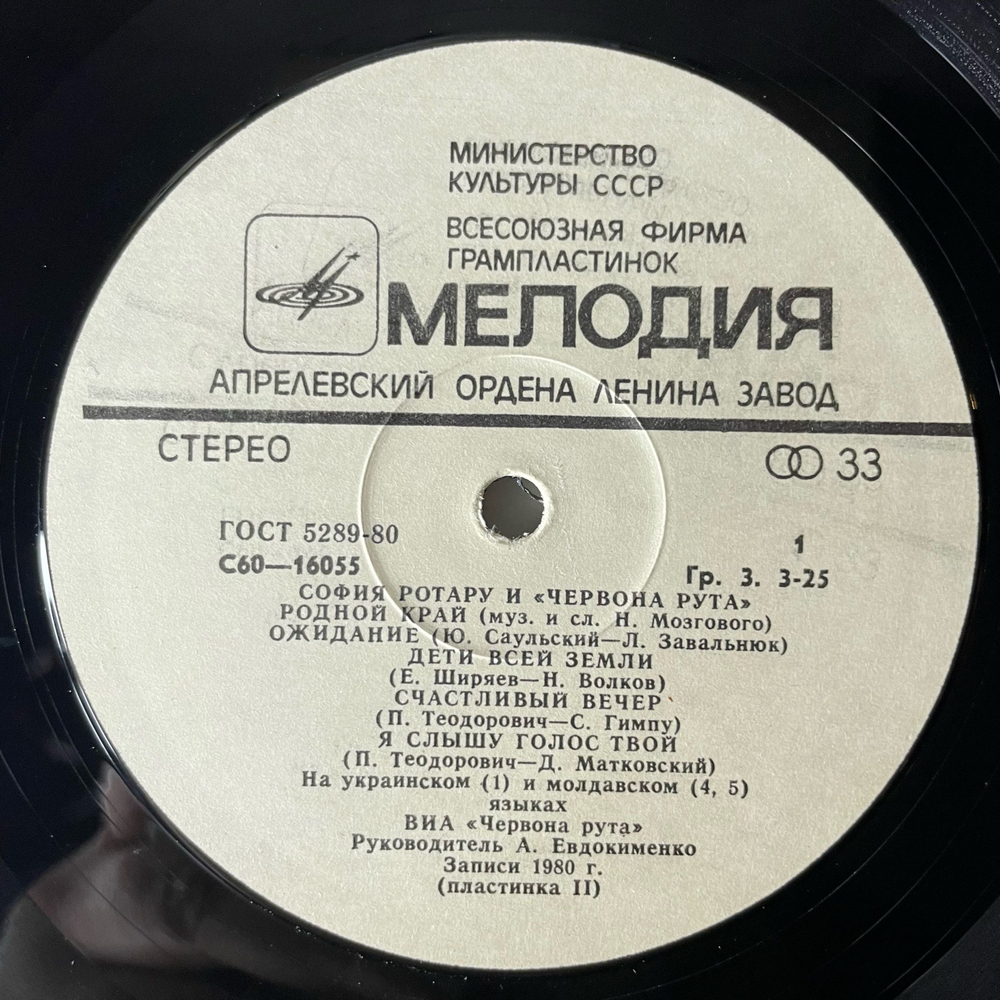 МИНИСТЕРСТВО
КУЛЬТУРЫ СССР
ВСЕСОЮЗНАЯ ФИРМА
ГРАМПЛАСТИНОК
МЕЛОДИЯ
АПРЕЛЕВСКИЙ ОРДЕНА ЛЕНИНА ЗАВОД
СТЕРЕО
33
ГОСТ 5289-80
1
С60—16055
Гр. 3. 3-25
СОФИЯ РОТАРУ И «ЧЕРВОНА РУТА»
РОДНОЙ КРАЙ (муз. и сл. Н. Мозгового)
ОЖИДАНИЕ (Ю. Саульский—Л. Завальнюк)
ДЕТИ ВСЕЙ ЗЕМЛИ
(Е. Ширяев—Н. Волков)
СЧАСТЛИВЫЙ ВЕЧЕР
(П. Теодорович—С. Гимпу)
Я СЛЫШУ ГОЛОС ТВОЙ
(П. Теодорович—Д. Матковский)
На украинском (1) и молдавском (4, 5)
языках
ВИА «Червона рута»
Руководитель А. Евдокименко
Записи 1980 г.
(пластинка II)